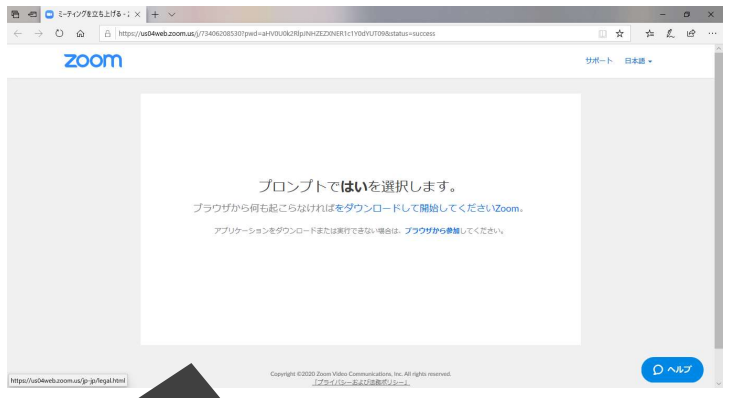 ミーティングを立ち上げる - Z
https://us04web.zoom.us/j/73406208530?pwd=aHV0U0k2RlpJNHZEZXNER1c1Y0dYUT09&status=success
zoom
サポート 日本語
プロンプトではいを選択します。
ブラウザから何も起こらなければをダウンロードして開始してくださいZoom。
アプリケーションをダウンロードまたは実行できない場合は、ブラウザから参加してください。
Copyright ©2020 Zoom Video Communications, Inc. All rights reserved.
「プライバシーおよび法務ポリシー」
ヘルプ
https://us04web.zoom.us/jp-jp/legal.html